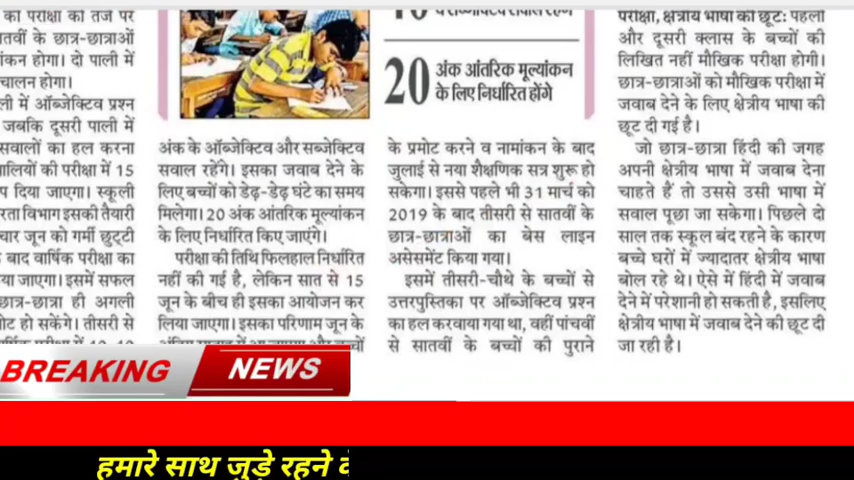 की परीक्षा की तर्ज पर
तवीं के छात्र-छात्राओं
कन होगा। दो पाली में
चालन होगा।
ली में ऑब्जेक्टिव प्रश्न
जबकि दूसरी पाली में
सवालों का हल करना
ालियों की परीक्षा में 15
प दिया जाएगा। स्कूली
रता विभाग इसकी तैयारी
चार जून को गर्मी छुट्टी
बाद वार्षिक परीक्षा का
या जाएगा। इसमें सफल
छात्र-छात्रा ही अगली
ोट हो सकेंगे। तीसरी से
अंक के ऑब्जेक्टिव और सब्जेक्टिव
सवाल रहेंगे। इसका जवाब देने के
लिए बच्चों को डेढ़-डेढ़ घंटे का समय
मिलेगा। 20 अंक आंतरिक मूल्यांकन
के लिए निर्धारित किए जाएंगे।
परीक्षा की तिथि फिलहाल निर्धारित
नहीं की गई है, लेकिन सात से 15
जून के बीच ही इसका आयोजन कर
लिया जाएगा। इसका परिणाम जून के
20 अंक आंतरिक मूल्यांकन
के लिए निर्धारित होंगे
के प्रमोट करने व नामांकन के बाद
जुलाई से नया शैक्षणिक सत्र शुरू हो
सकेगा। इससे पहले भी 31 मार्च को
2019 के बाद तीसरी से सातवीं के
छात्र-छात्राओं का बेस लाइन
असेसमेंट किया गया।
इसमें तीसरी-चौथे के बच्चों से
उत्तरपुस्तिका पर ऑब्जेक्टिव प्रश्न
का हल करवाया गया था, वहीं पांचवीं
से सातवीं के बच्चों की पुराने
परीक्षा, क्षेत्रीय भाषा की छूट: पहली
और दूसरी क्लास के बच्चों की
लिखित नहीं मौखिक परीक्षा होगी।
छात्र-छात्राओं को मौखिक परीक्षा में
जवाब देने के लिए क्षेत्रीय भाषा की
छूट दी गई है।
जो छात्र-छात्रा हिंदी की जगह
अपनी क्षेत्रीय भाषा में जवाब देना
चाहते हैं तो उससे उसी भाषा में
सवाल पूछा जा सकेगा। पिछले दो
साल तक स्कूल बंद रहने के कारण
बच्चे घरों में ज्यादातर क्षेत्रीय भाषा
बोल रहे थे। ऐसे में हिंदी में जवाब
देने में परेशानी हो सकती है, इसलिए
क्षेत्रीय भाषा में जवाब देने की छूट दी
जा रही है।
BREAKING NEWS
हमारे साथ जुड़े रहने